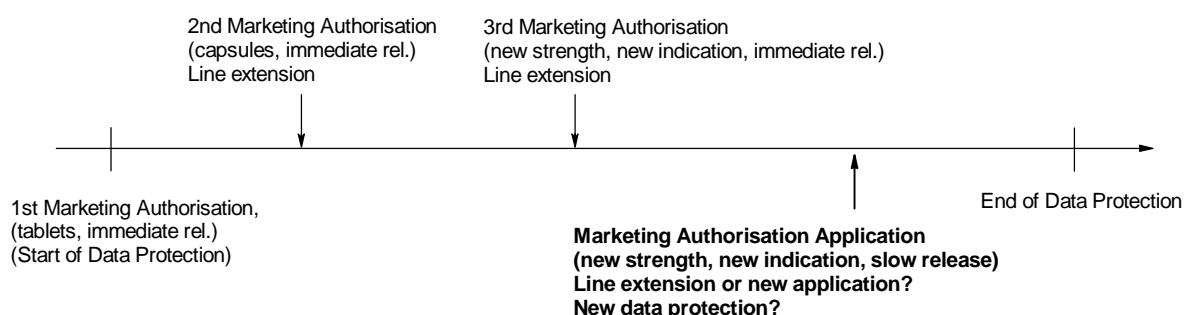 2nd Marketing Authorisation
(capsules, immediate rel.)
Line extension
3rd Marketing Authorisation
(new strength, new indication, immediate rel.)
Line extension
1st Marketing Authorisation,
(tablets, immediate rel.)
(Start of Data Protection)
End of Data Protection
Marketing Authorisation Application
(new strength, new indication, slow release)
Line extension or new application?
New data protection?